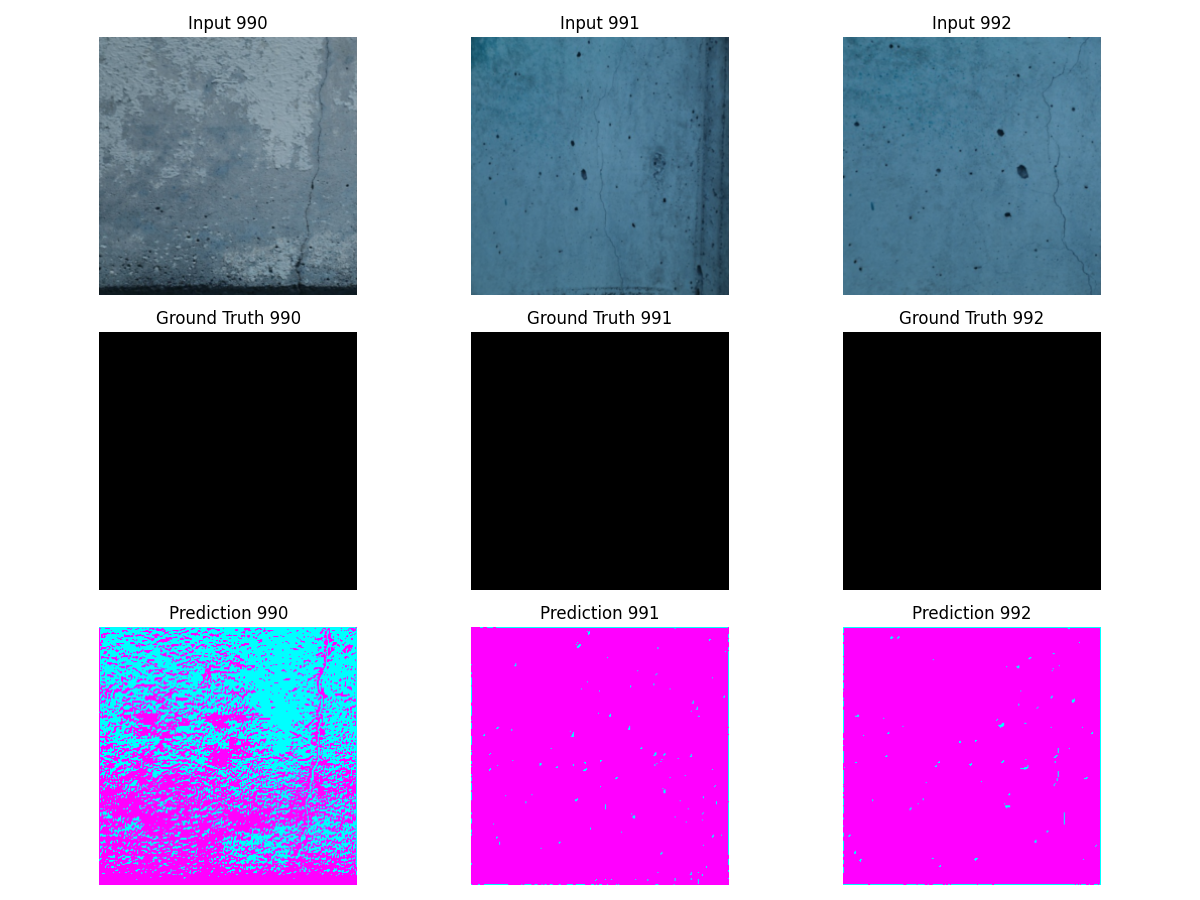 Input 990
Input 991
Input 992
Ground Truth 990
Ground Truth 991
Ground Truth 992
Prediction 990
Prediction 991
Prediction 992